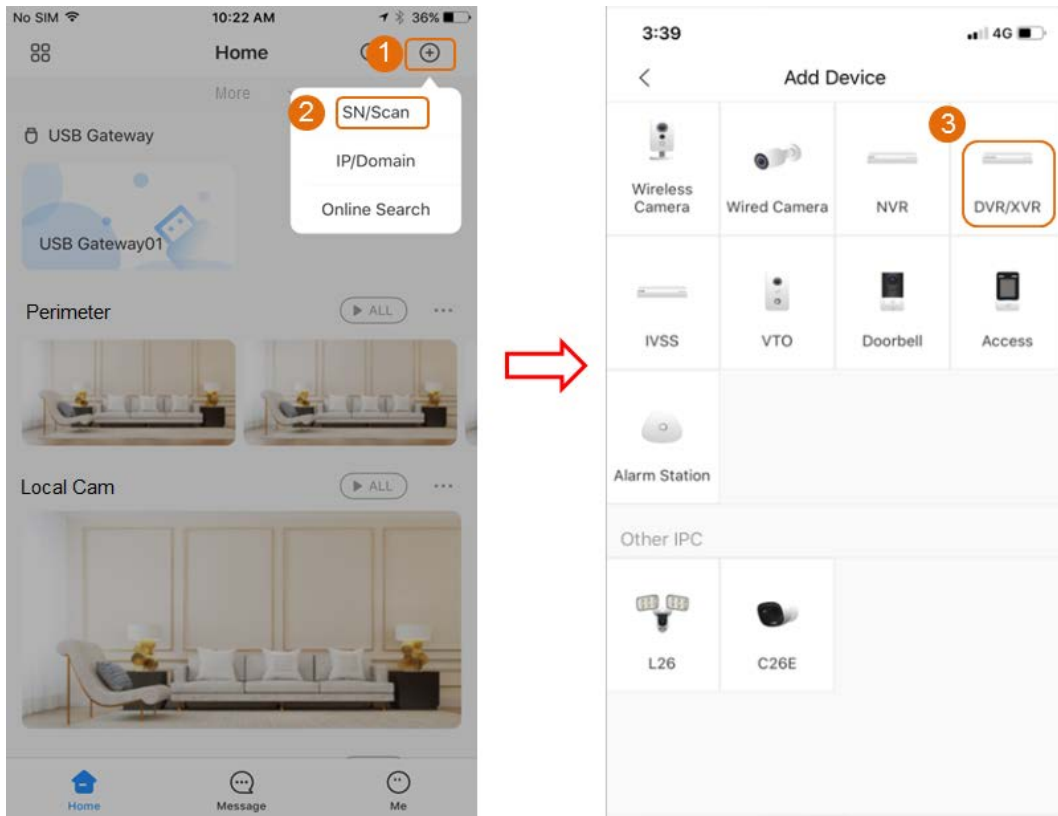 No SIM 10:22 AM 36%
Home 1
More
2 SN/Scan
IP/Domain
Online Search
USB Gateway
USB Gateway01
Perimeter ALL
Local Cam ALL
Home Message Me
3:39 4G
Add Device
3
Wireless
Camera Wired Camera NVR DVR/XVR
IVSS VTO Doorbell Access
Alarm Station
Other IPC
L26 C26E